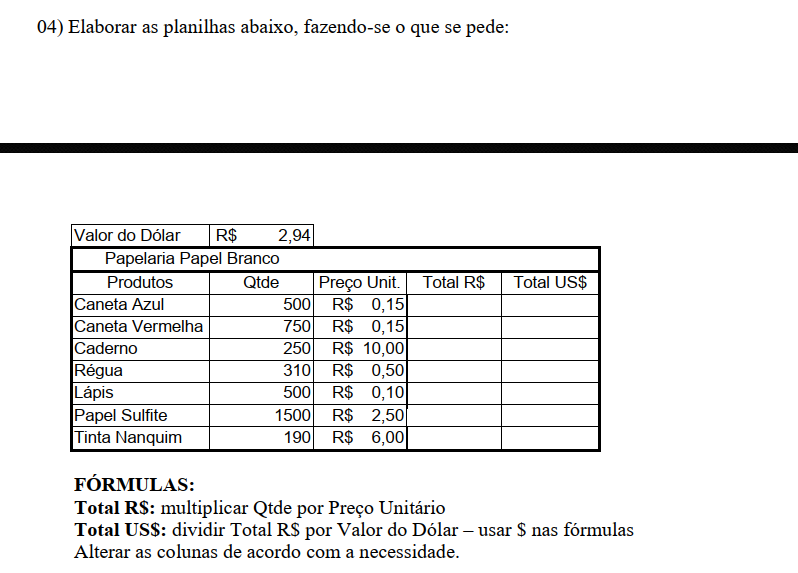 04) Elaborar as planilhas abaixo, fazendo-se o que se pede:
Valor do Dólar R$ 2,94
Papelaria Papel Branco
Produtos Qtde Preço Unit. Total R$ Total US$
Caneta Azul 500 R$ 0,15
Caneta Vermelha 750 R$ 0,15
Caderno 250 R$ 10,00
Régua 310 R$ 0,50
Lápis 500 R$ 0,10
Papel Sulfite 1500 R$ 2,50
Tinta Nanquim 190 R$ 6,00
FÓRMULAS:
Total R$: multiplicar Qtde por Preço Unitário
Total US$: dividir Total R$ por Valor do Dólar – usar $ nas fórmulas
Alterar as colunas de acordo com a necessidade.